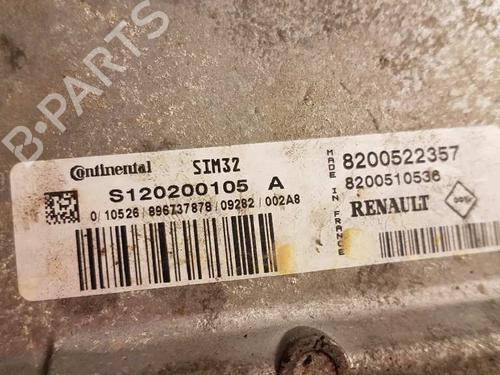 B-PARTS
Continental SIM32
S120200105 A
0/10526/896737878/09282/002A8
MADE IN FRANCE
8200522357
8200510536
RENAULT